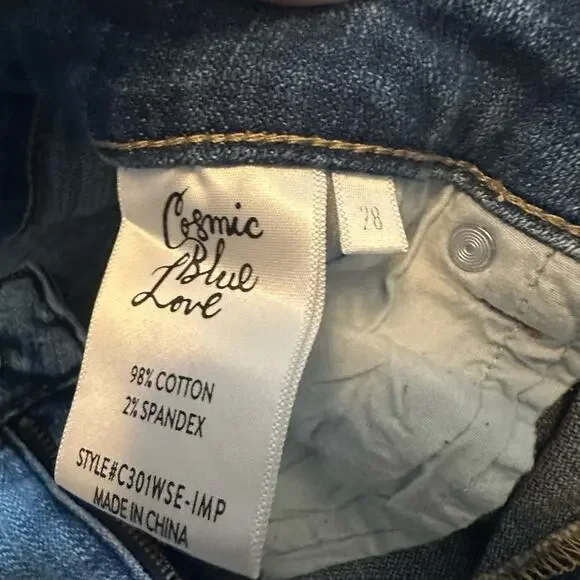 Cosmic
Blue
Love
28
98% COTTON
2% SPANDEX
STYLE#C301WSE-IMP
MADE IN CHINA